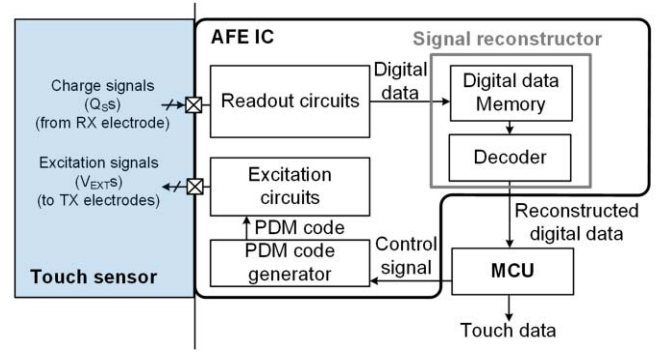 AFE IC
Signal reconstructor
Charge signals
(QSs)
(from RX electrode)
Readout circuits
Digital
data
Digital data
Memory
Decoder
Excitation signals
(VEXTs)
(to TX electrodes)
Excitation
circuits
PDM code
PDM code
generator
Control
signal
Reconstructed
digital data
MCU
Touch sensor
Touch data